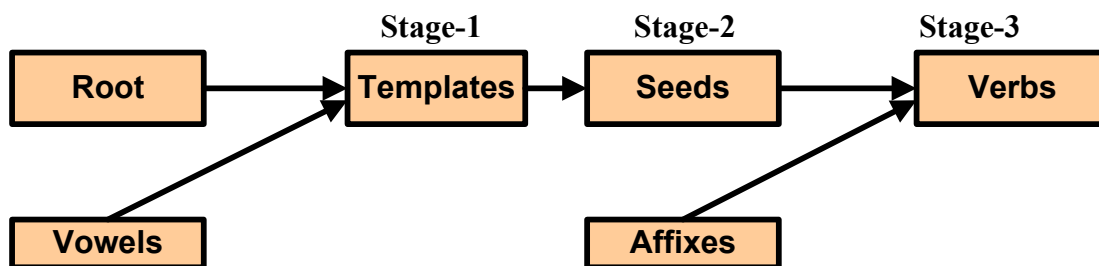 Stage-1 Stage-2 Stage-3
Root Templates Seeds Verbs
Vowels Affixes